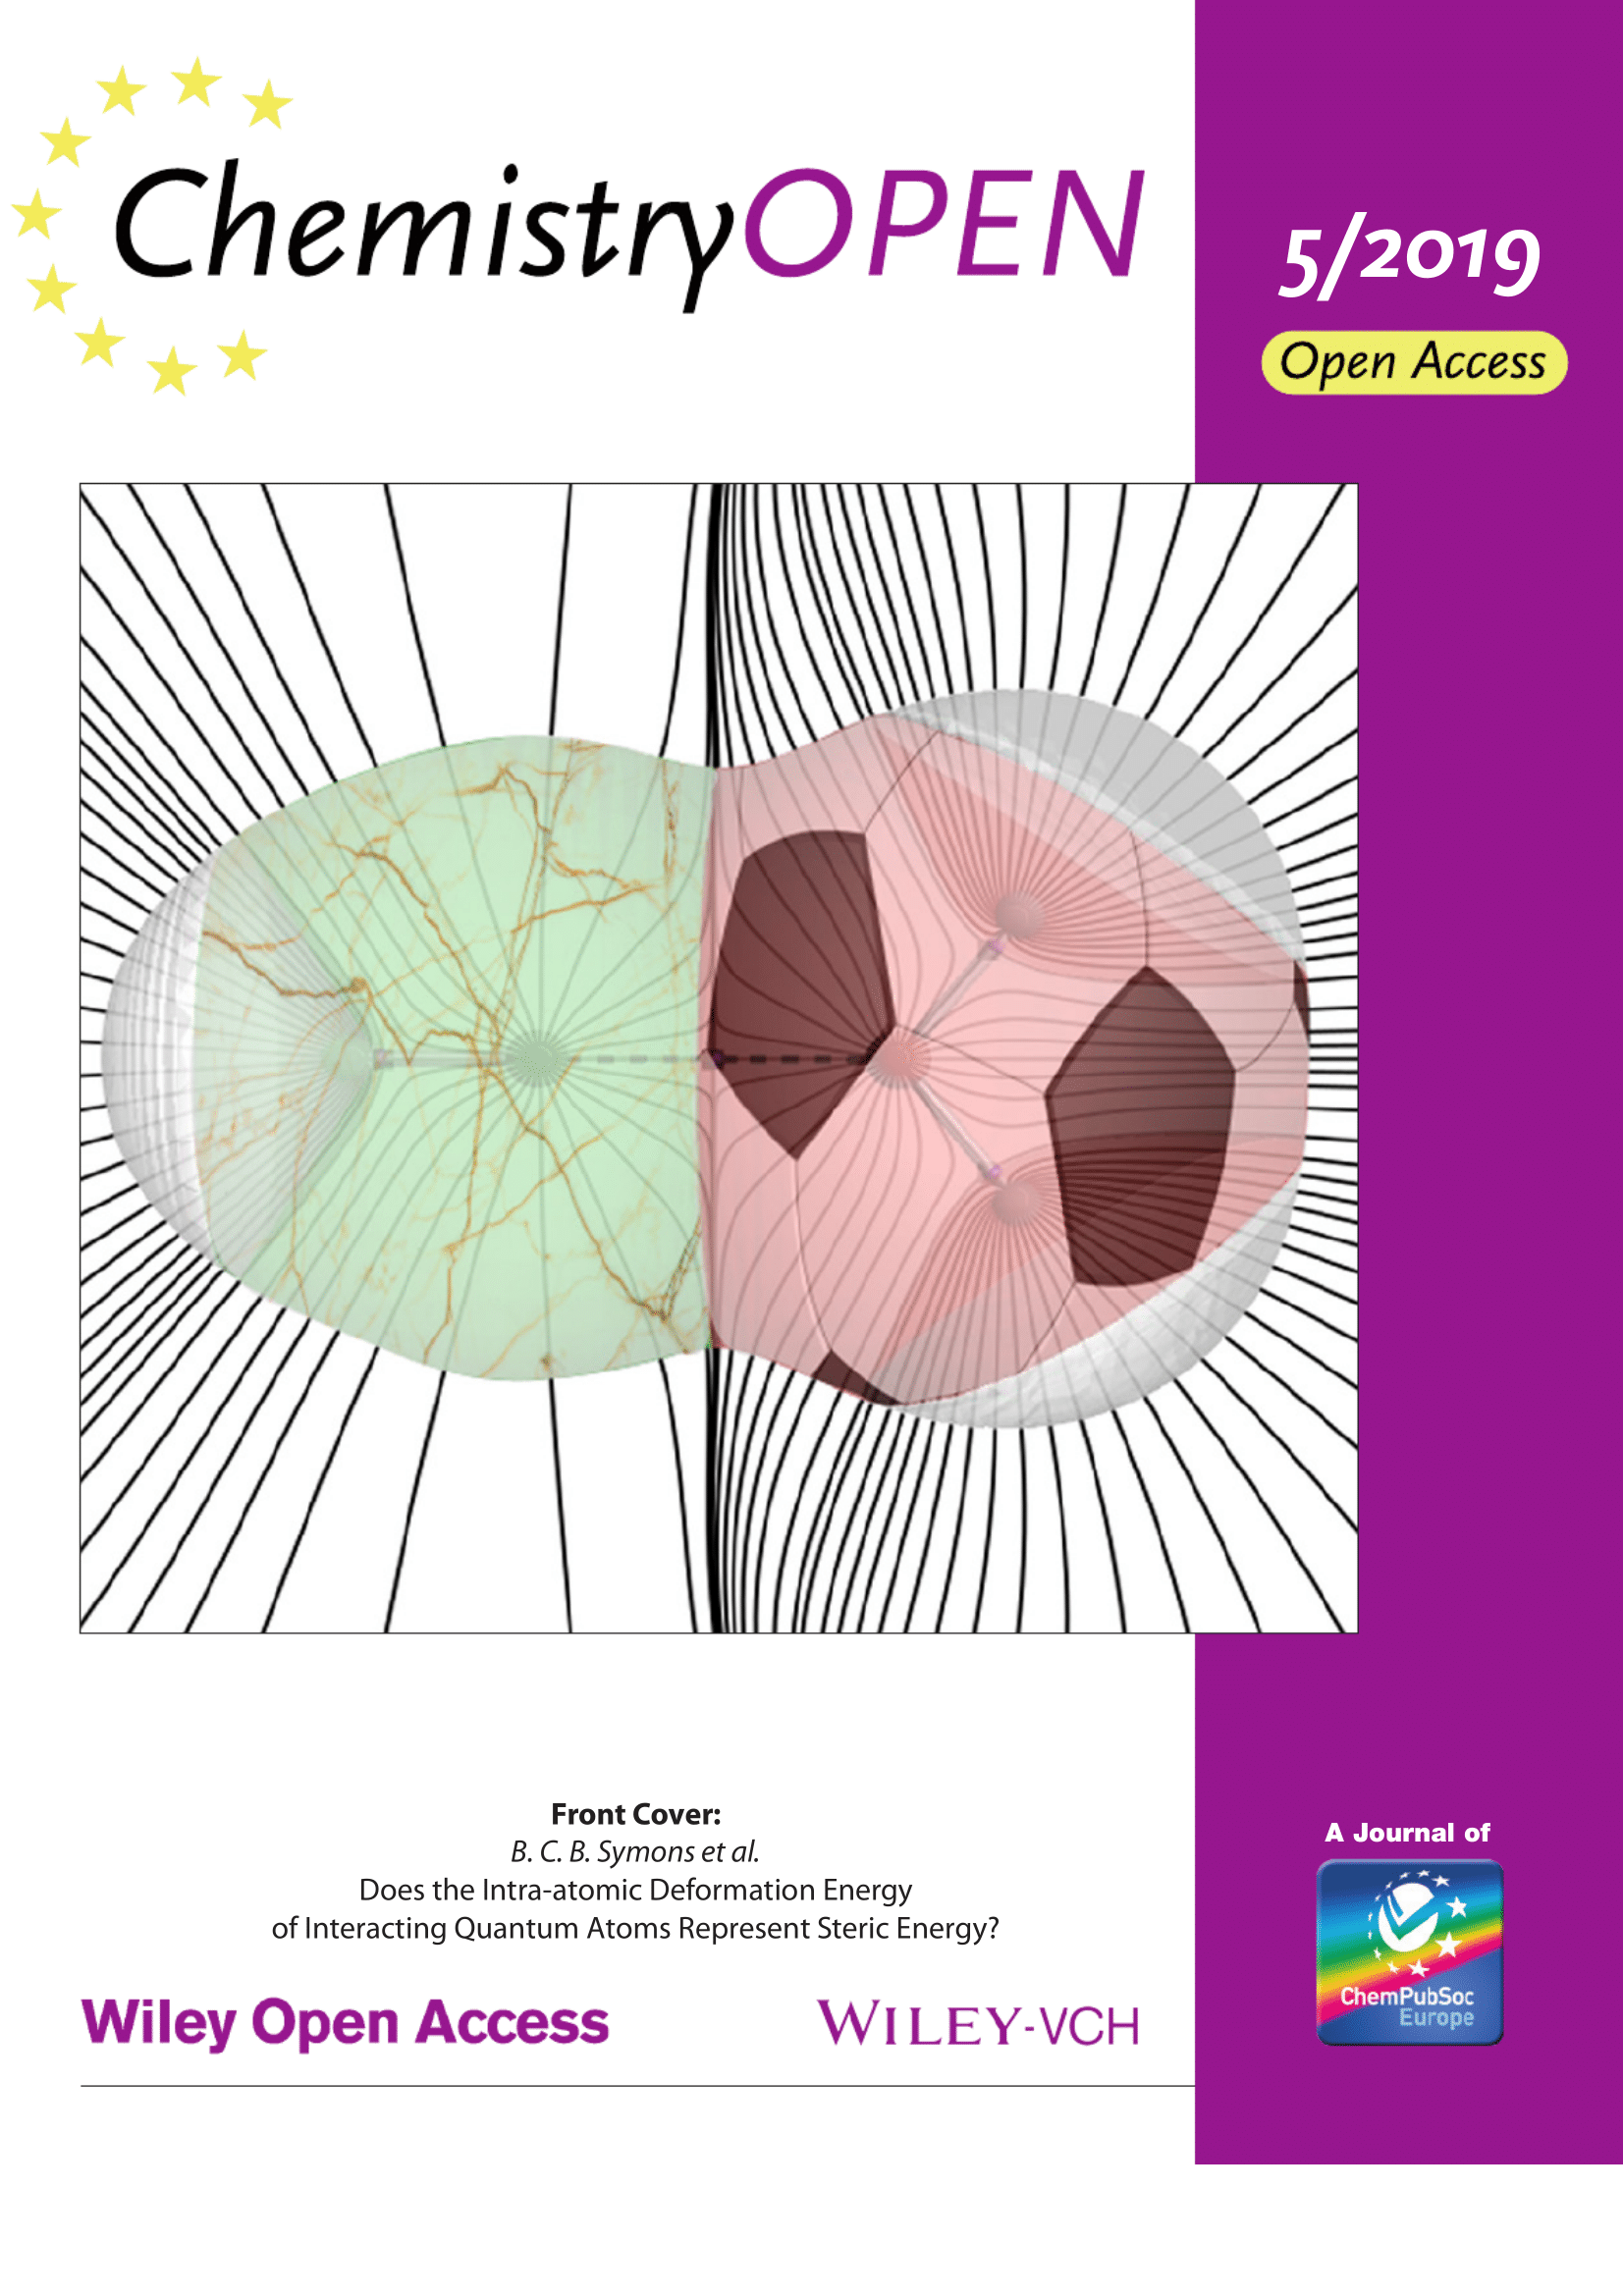 ChemistryOPEN
5/2019
Open Access
Front Cover:
B. C. B. Symons et al.
Does the Intra-atomic Deformation Energy
of Interacting Quantum Atoms Represent Steric Energy?
Wiley Open Access
WILEY-VCH
A Journal of
ChemPubSoc
Europe